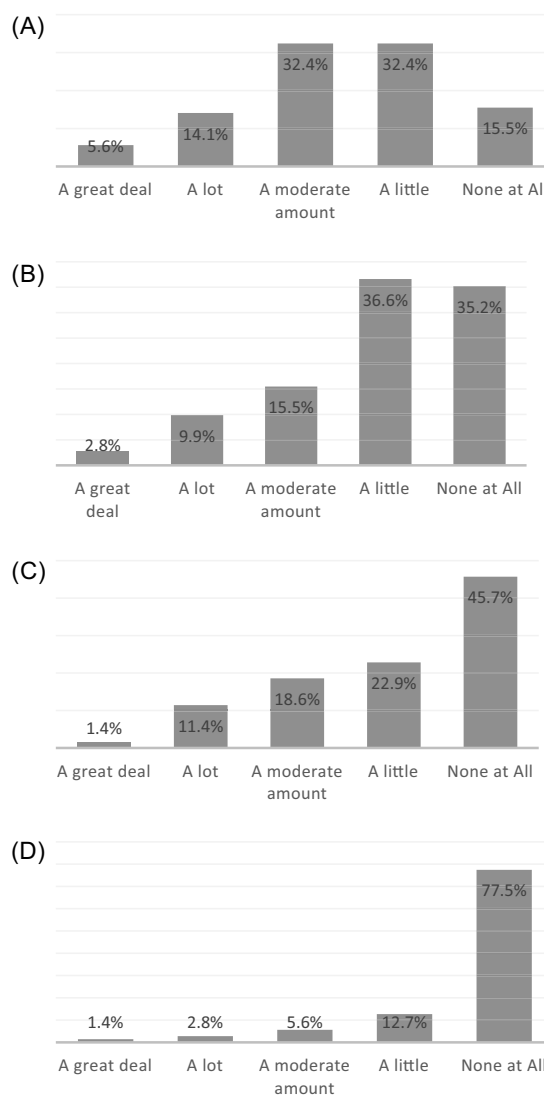 (A)
32.4% 32.4%
14.1% 15.5%
5.6%
A great deal A lot A moderate amount A little None at All
(B)
36.6% 35.2%
15.5%
9.9%
2.8%
A great deal A lot A moderate amount A little None at All
(C)
45.7%
22.9%
18.6%
11.4%
1.4%
A great deal A lot A moderate amount A little None at All
(D)
77.5%
12.7%
5.6%
2.8%
1.4%
A great deal A lot A moderate amount A little None at All